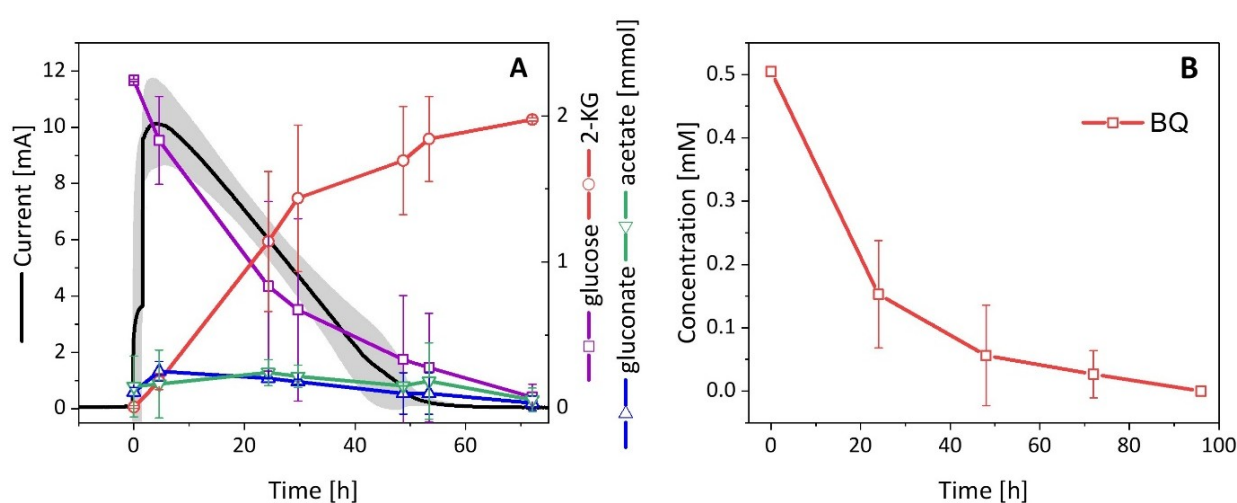 A
12
10
8
6
4
2
0
Current [mA]
0
20
40
60
Time [h]
2
1
0
glucose
2-KG
gluconate
acetate [mmol]
B
BQ
0.5
0.4
0.3
0.2
0.1
0.0
Concentration [mM]
0
20
40
60
80
100
Time [h]